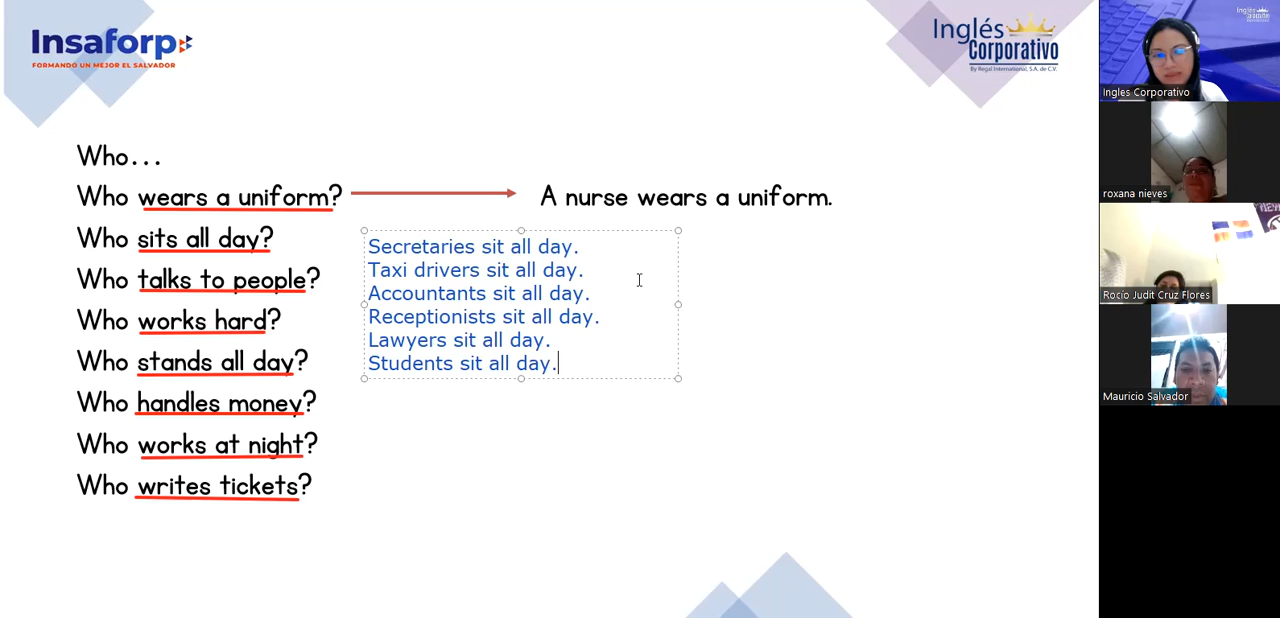 Insaforp
FORMANDO UN MEJOR EL SALVADOR
Inglés
Corporativo
By Regal International, S.A. de C.V.
Who...
Who wears a uniform?
A nurse wears a uniform.
Who sits all day?
Who talks to people?
Who works hard?
Who stands all day?
Who handles money?
Who works at night?
Who writes tickets?
Secretaries sit all day.
Taxi drivers sit all day.
Accountants sit all day.
Receptionists sit all day.
Lawyers sit all day.
Students sit all day.
Inglés
Ingles Corporativo
roxana nieves
Rocío Judit Cruz Flores
Mauricio Salvador